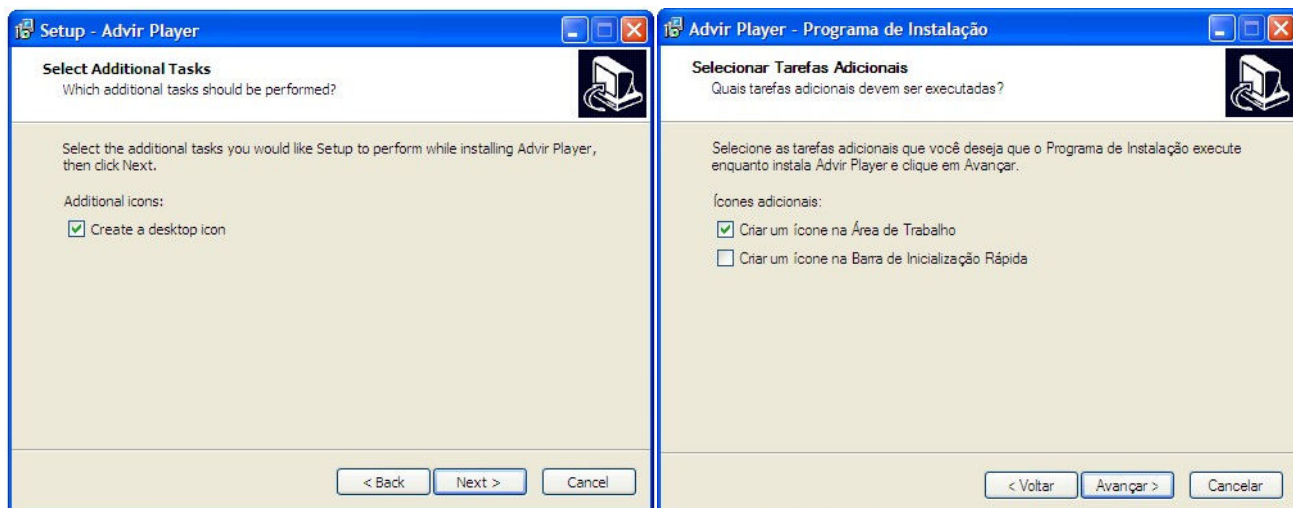 Setup - Advir Player
Select Additional Tasks
Which additional tasks should be performed?
Select the additional tasks you would like Setup to perform while installing Advir Player,
then click Next.
Additional icons:
Create a desktop icon
< Back
Next >
Cancel
Advir Player - Programa de Instalação
Selecionar Tarefas Adicionais
Quais tarefas adicionais devem ser executadas?
Selecione as tarefas adicionais que você deseja que o Programa de Instalação execute
enquanto instala Advir Player e clique em Avançar.
Ícones adicionais:
Criar um ícone na Área de Trabalho
Criar um ícone na Barra de Inicialização Rápida
< Voltar
Avançar >
Cancelar